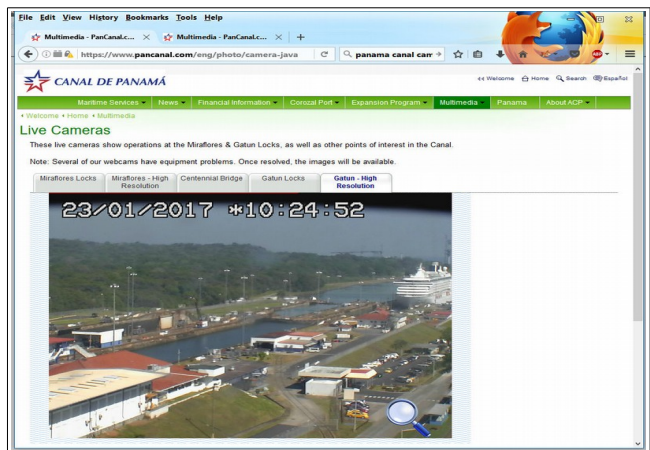 File Edit View History Bookmarks Tools Help
Multimedia - PanCanal.c... × Multimedia - PanCanal.c... × +
https://www.pancanal.com/eng/photo/camera-java panama canal cam
CANAL DE PANAMÁ Welcome Home Search Español
Maritime Services News Financial Information Corozal Port Expansion Program Multimedia Panama About ACP
Welcome Home Multimedia
Live Cameras
These live cameras show operations at the Miraflores & Gatun Locks, as well as other points of interest in the Canal.
Note: Several of our webcams have equipment problems. Once resolved, the images will be available.
Miraflores Locks Miraflores - High Centennial Bridge Gatun Locks Gatun - High
Resolution Resolution
23/01/2017 *10:24:52